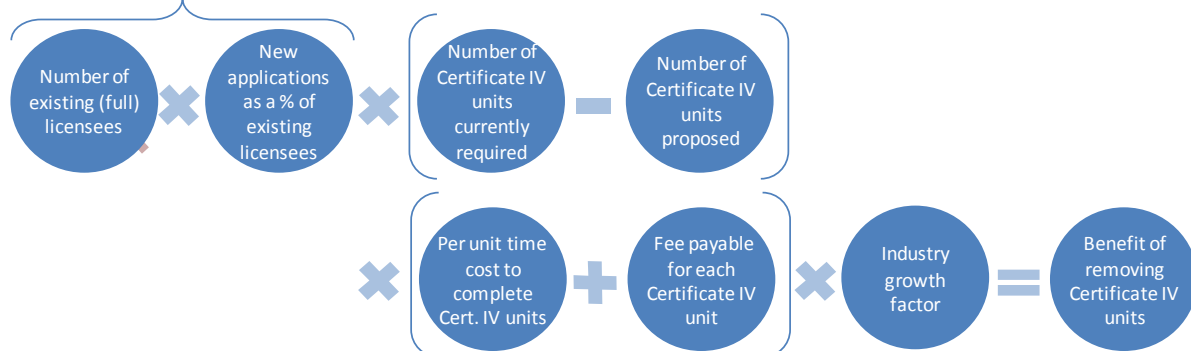 Number of
existing (full)
licensees
New
applications
as a % of
existing
licensees
Number of
Certificate IV
units
currently
required
Number of
Certificate IV
units
proposed
Per unit time
cost to
complete
Cert. IV units
Fee payable
for each
Certificate IV
unit
Industry
growth
factor
Benefit of
removing
Certificate IV
units